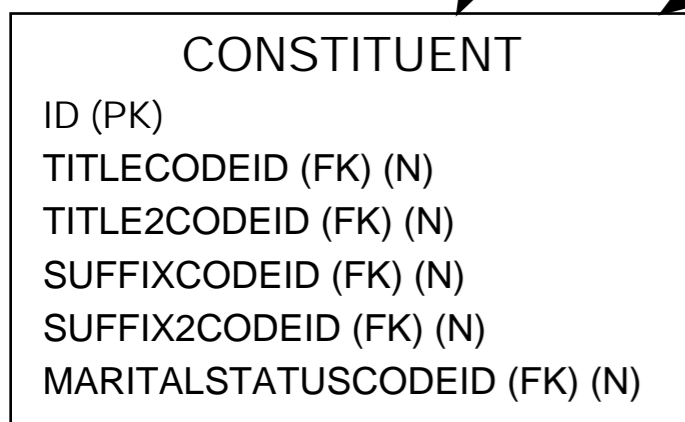 CONSTITUENT
ID (PK)
TITLECODEID (FK) (N)
TITLE2CODEID (FK) (N)
SUFFIXCODEID (FK) (N)
SUFFIX2CODEID (FK) (N)
MARITALSTATUSCODEID (FK) (N)